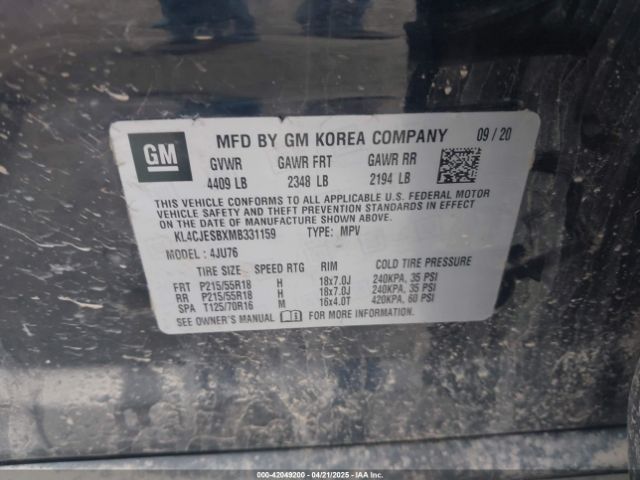 GM
MFD BY GM KOREA COMPANY 09/20
GVWR GAWR FRT GAWR RR
4409 LB 2348 LB 2194 LB
THIS VEHICLE CONFORMS TO ALL APPLICABLE U.S. FEDERAL MOTOR
VEHICLE SAFETY AND THEFT PREVENTION STANDARDS IN EFFECT ON
THE DATE OF MANUFACTURE SHOWN ABOVE.
KL4CJESBXMB331159 TYPE: MPV
MODEL: 4JU76
TIRE SIZE SPEED RTG RIM COLD TIRE PRESSURE
FRT P215/55R18 H 18x7.0J 240KPA, 35 PSI
RR P215/55R18 H 18x7.0J 240KPA, 35 PSI
SPA T125/70R16 M 16x4.0T 420KPA, 60 PSI
SEE OWNER'S MANUAL FOR MORE INFORMATION
000-42049200 - 04/21/2025 - IAAI.COM